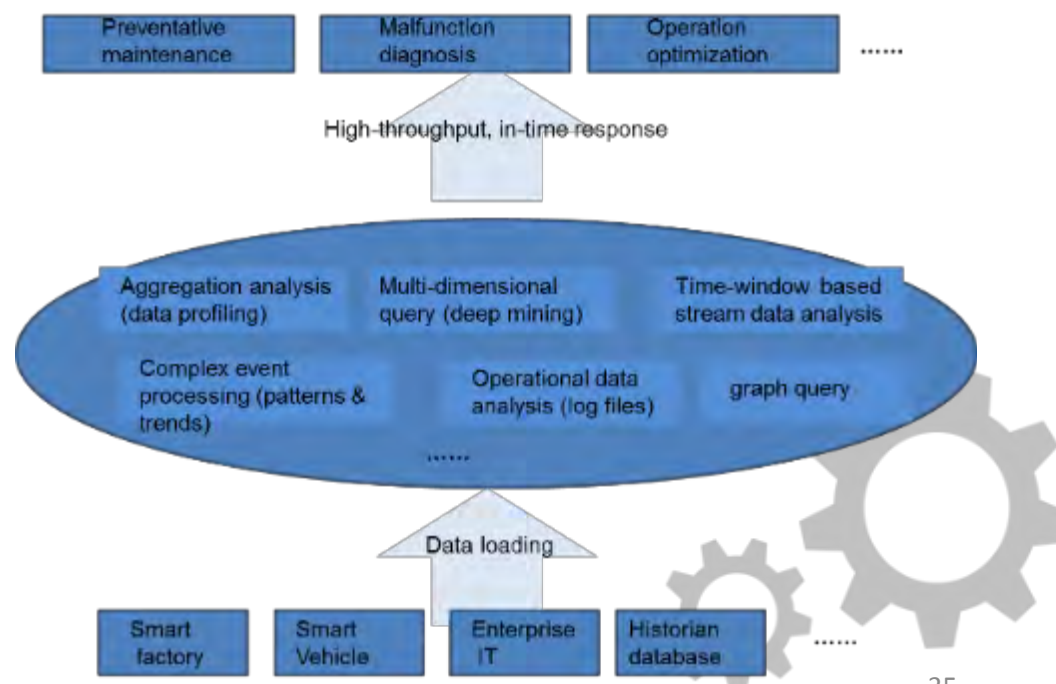 Preventative
maintenance
Malfunction
diagnosis
Operation
optimization
......
High-throughput, in-time response
Aggregation analysis
(data profiling)
Multi-dimensional
query (deep mining)
Time-window based
stream data analysis
Complex event
processing (patterns &
trends)
Operational data
analysis (log files)
graph query
......
Data loading
Smart
factory
Smart
Vehicle
Enterprise
IT
Historian
database
......